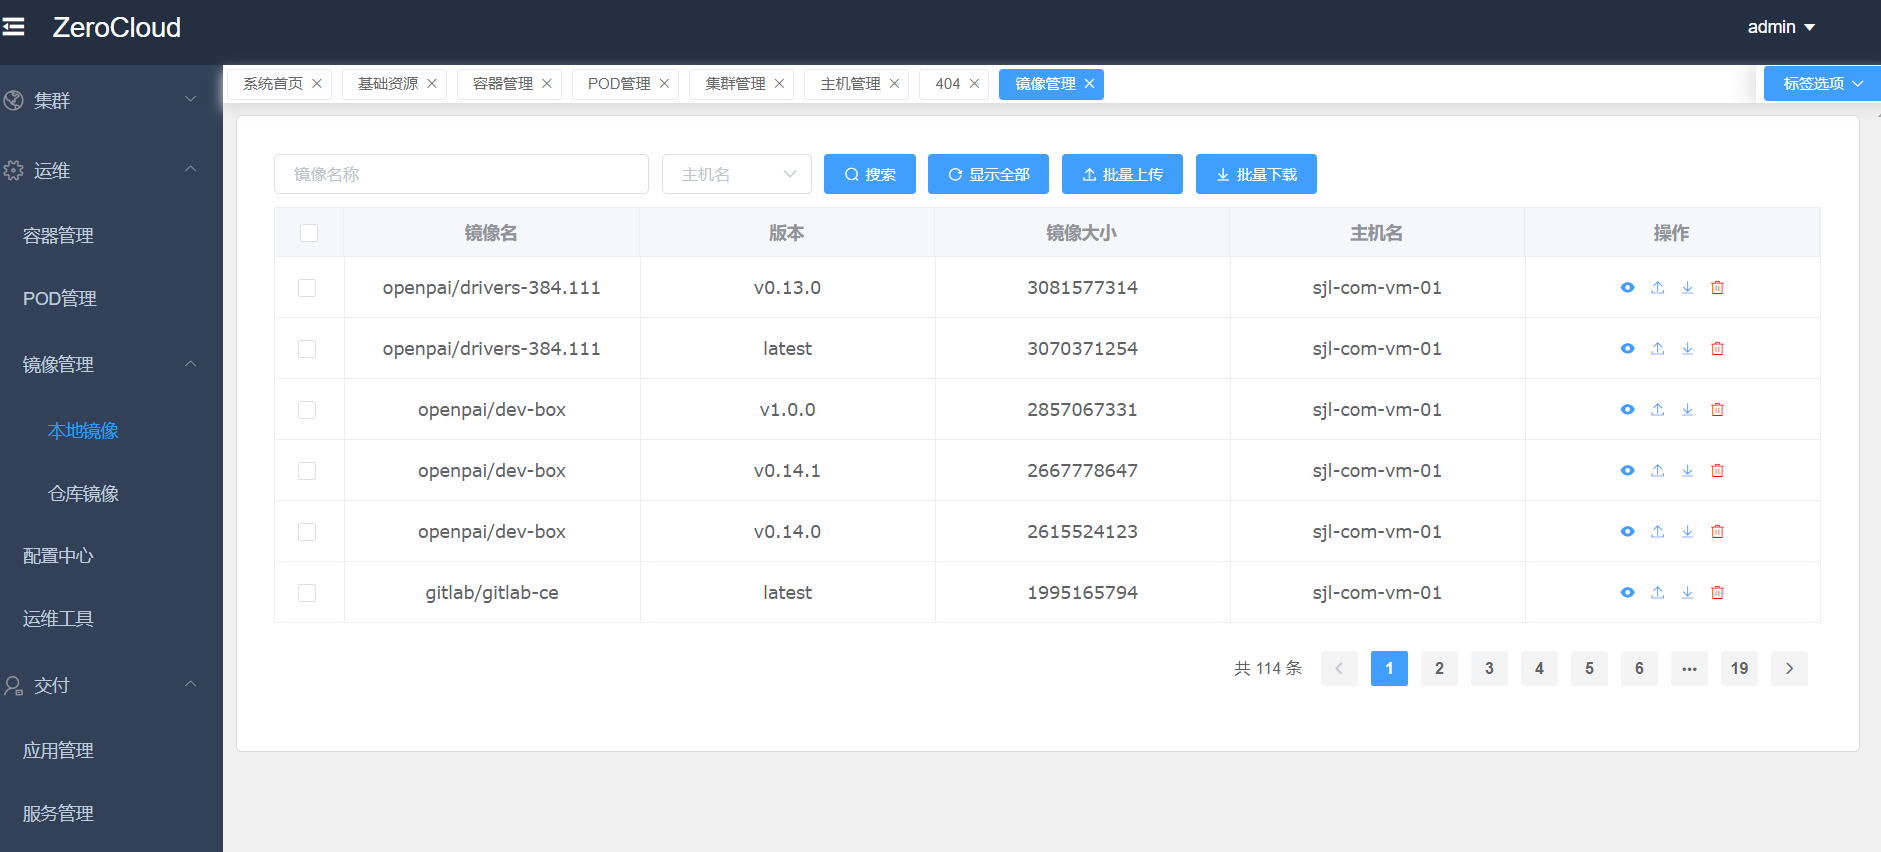 ZeroCloud
admin
集群
运维
容器管理
POD管理
镜像管理
本地镜像
仓库镜像
配置中心
运维工具
交付
应用管理
服务管理
系统首页 基础资源 容器管理 POD管理 集群管理 主机管理 404 镜像管理 标签选项
镜像名称 主机名 搜索 显示全部 批量上传 批量下载
镜像名 版本 镜像大小 主机名 操作
openpai/drivers-384.111 v0.13.0 3081577314 sjl-com-vm-01
openpai/drivers-384.111 latest 3070371254 sjl-com-vm-01
openpai/dev-box v1.0.0 2857067331 sjl-com-vm-01
openpai/dev-box v0.14.1 2667778647 sjl-com-vm-01
openpai/dev-box v0.14.0 2615524123 sjl-com-vm-01
gitlab/gitlab-ce latest 1995165794 sjl-com-vm-01
共 114 条 1 2 3 4 5 6 ••• 19